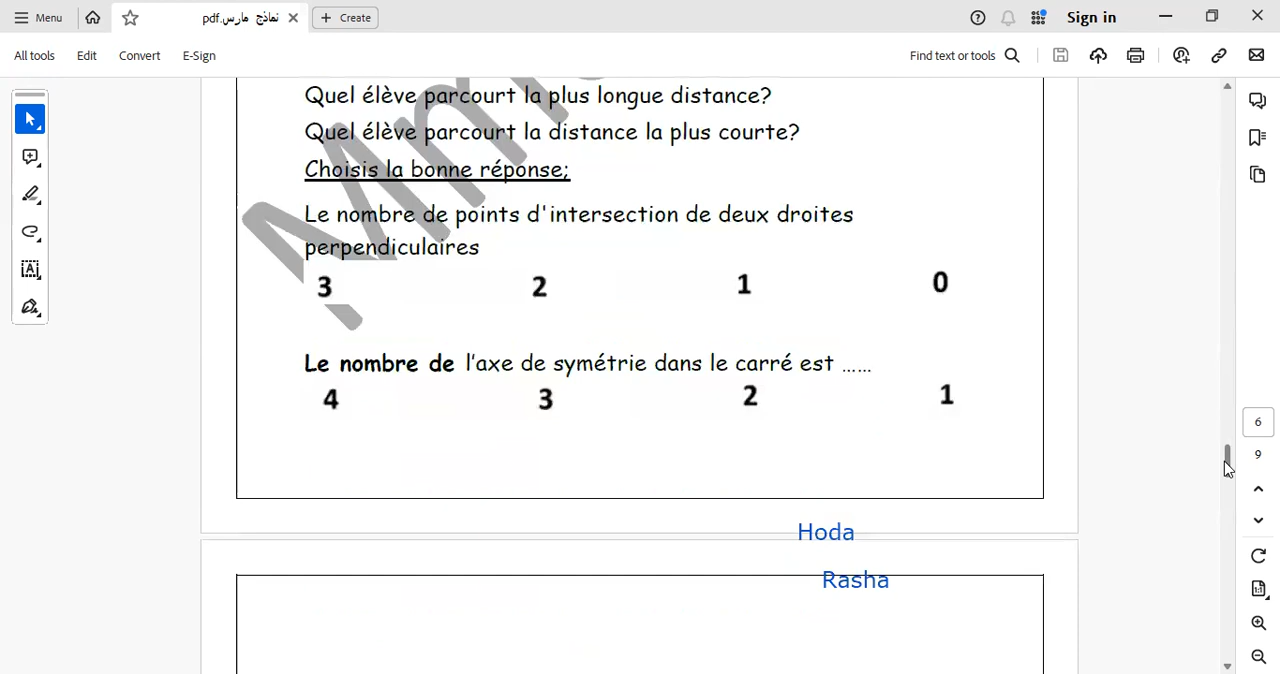 Menu
نماذج مارس.pdf
Create
Sign in
All tools Edit Convert E-Sign
Find text or tools
Quel élève parcourt la plus longue distance?
Quel élève parcourt la distance la plus courte?
Choisis la bonne réponse;
Le nombre de points d'intersection de deux droites
perpendiculaires
3 2 1 0
Le nombre de l'axe de symétrie dans le carré est ......
4 3 2 1
6
9
Hoda
Rasha